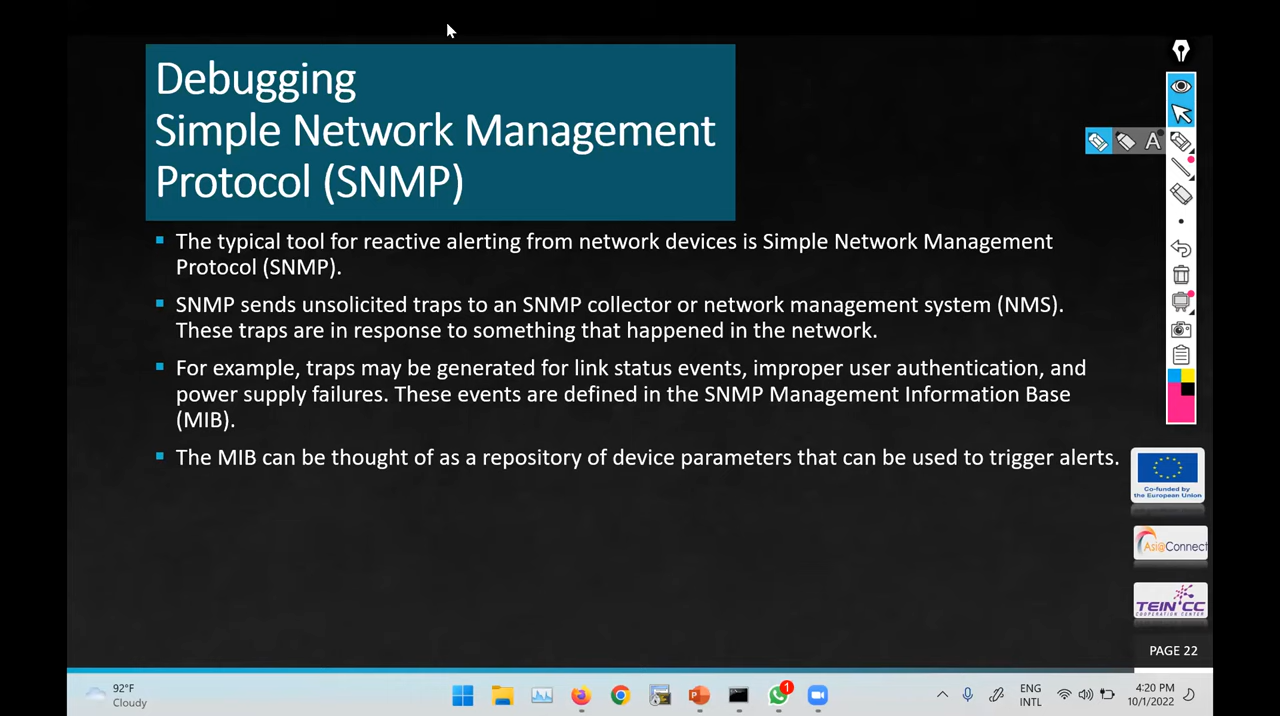 Debugging
Simple Network Management
Protocol (SNMP)
The typical tool for reactive alerting from network devices is Simple Network Management
Protocol (SNMP).
SNMP sends unsolicited traps to an SNMP collector or network management system (NMS).
These traps are in response to something that happened in the network.
For example, traps may be generated for link status events, improper user authentication, and
power supply failures. These events are defined in the SNMP Management Information Base
(MIB).
The MIB can be thought of as a repository of device parameters that can be used to trigger alerts.
A
Co-funded by
the European Union
Asi@Connect
TEIN*CC
COOPERATION CENTER
PAGE 22
92°F
Cloudy
1
ENG
INTL
4:20 PM
10/1/2022